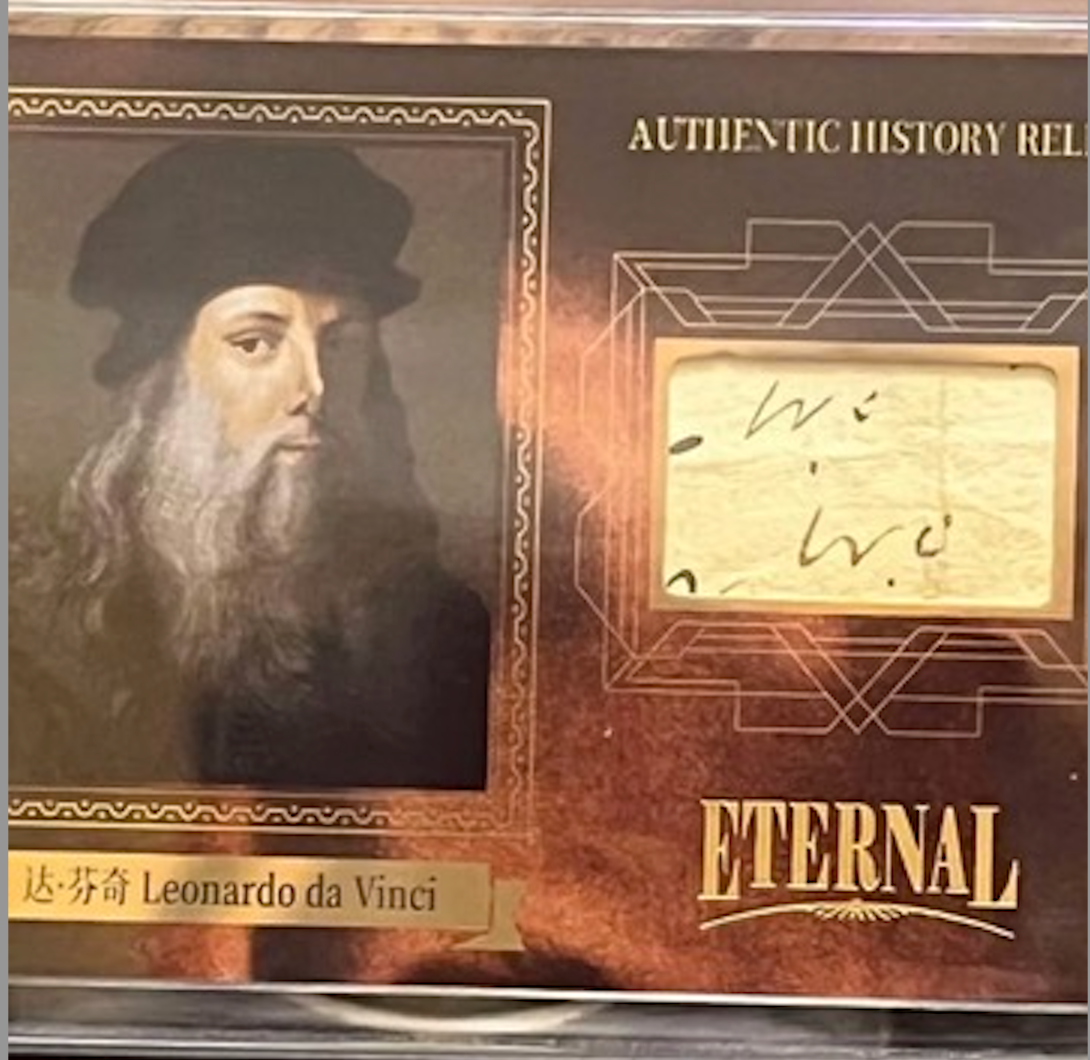 AUTHENTIC HISTORY REL
ETERNAL
达·芬奇 Leonardo da Vinci